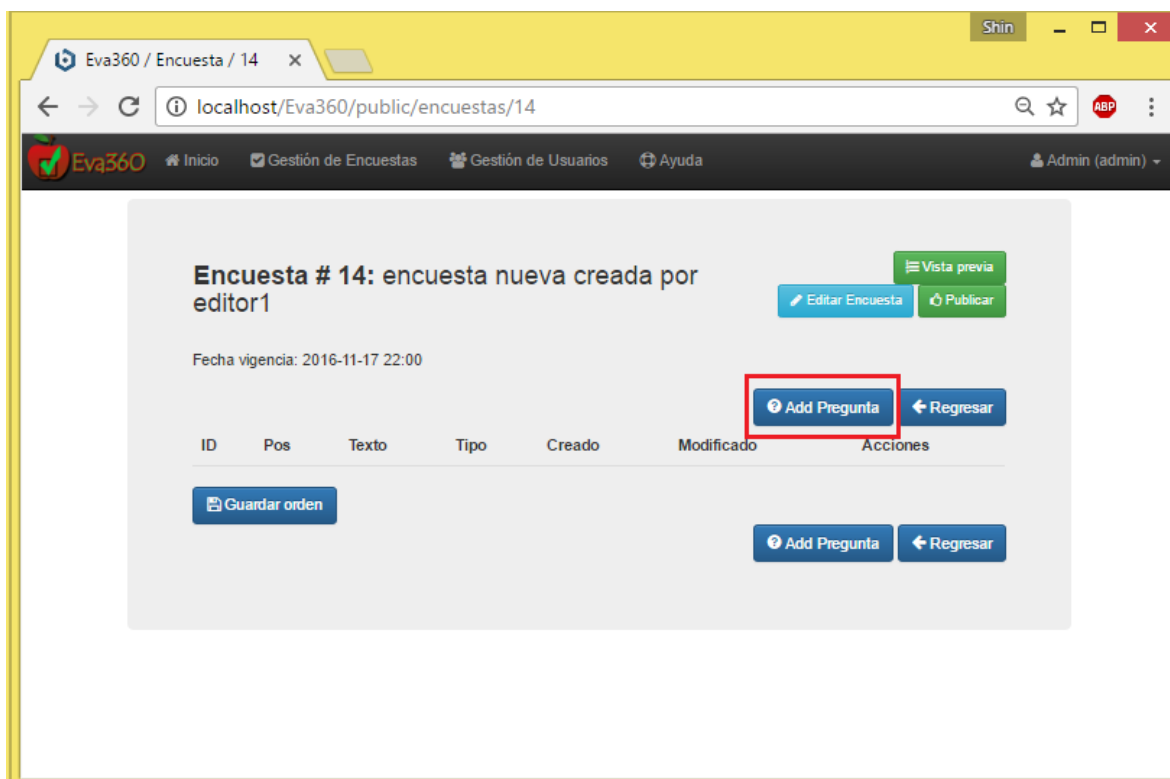 Shin
Eva360 / Encuesta / 14
localhost/Eva360/public/encuestas/14
ABP
Eva360 Inicio Gestión de Encuestas Gestión de Usuarios Ayuda Admin (admin)
Encuesta # 14: encuesta nueva creada por
editor1
Vista previa
Editar Encuesta Publicar
Fecha vigencia: 2016-11-17 22:00
Add Pregunta Regresar
ID Pos Texto Tipo Creado Modificado Acciones
Guardar orden
Add Pregunta Regresar